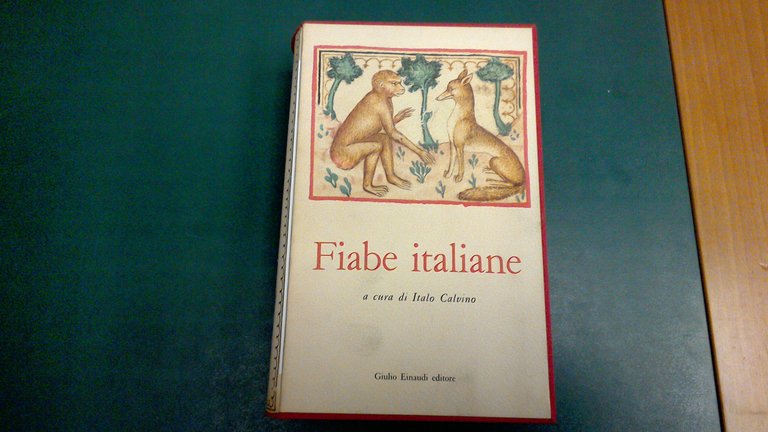 Fiabe italiane
a cura di Italo Calvino
Giulio Einaudi editore